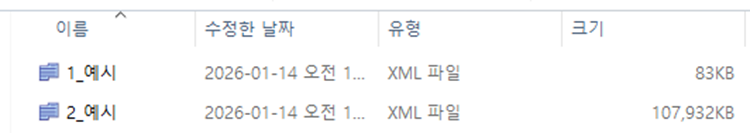 이름 수정한 날짜 유형 크기
1_예시 2026-01-14 오전 1... XML 파일 83KB
2_예시 2026-01-14 오전 1... XML 파일 107,932KB